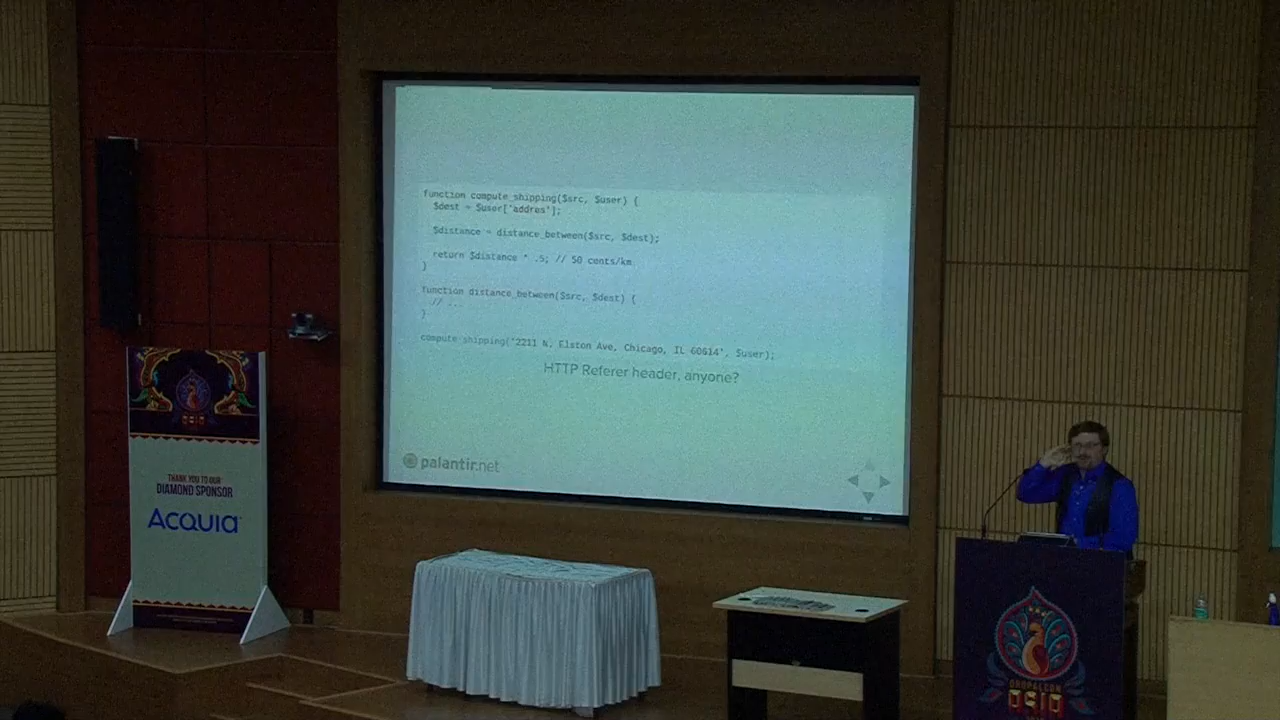 function compute_shipping($src, $user) {
$dest = $user['addres'];
$distance = distance_between($src, $dest);
return $distance * .5; // 50 cents/km
}
function distance_between($src, $dest) {
// ...
}
compute_shipping('2211 N. Elston Ave, Chicago, IL 60614', $user);
HTTP Referer header, anyone?
palantir.net
THANK YOU TO OUR
DIAMOND SPONSOR
ACQUIA
DRUPALCON